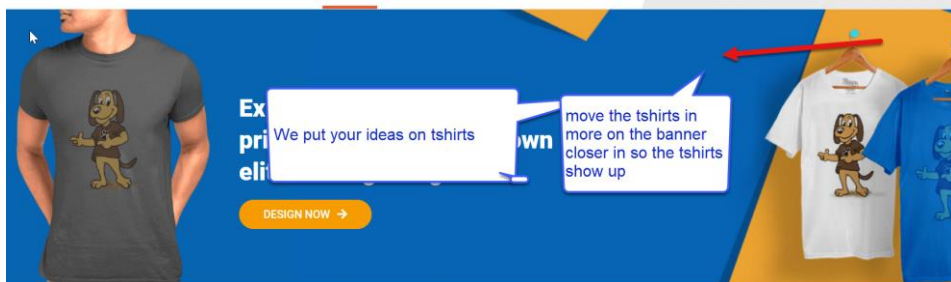 Ex
We put your ideas on tshirts
pri
own
eli
DESIGN NOW →
move the tshirts in
more on the banner
closer in so the tshirts
show up